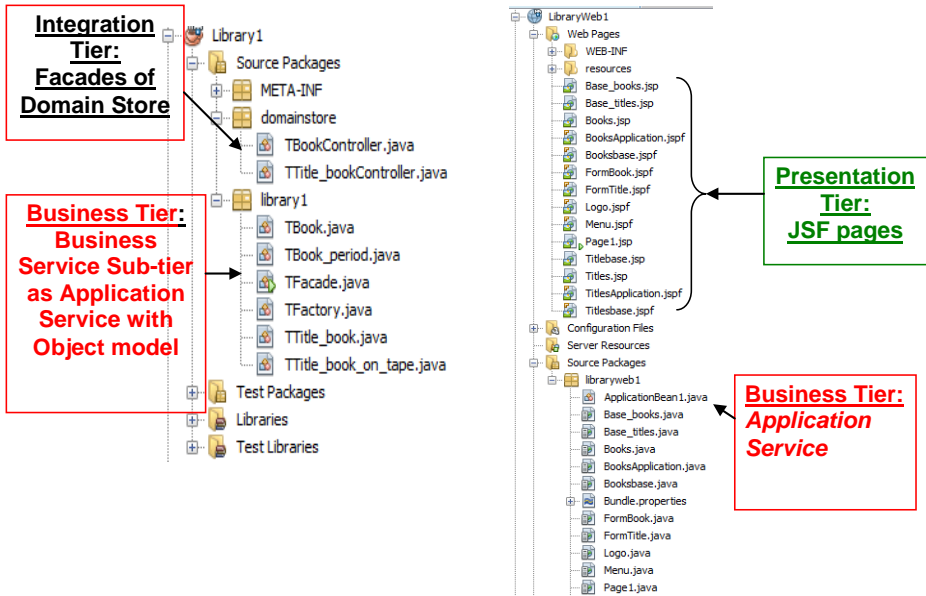 Integration
Tier:
Facades of
Domain Store
Business Tier:
Business
Service Sub-tier
as Application
Service with
Object model
Library1
Source Packages
META-INF
domainstore
TBookController.java
TTitle_bookController.java
library1
TBook.java
TBook_period.java
TFacade.java
TFactory.java
TTitle_book.java
TTitle_book_on_tape.java
Test Packages
Libraries
Test Libraries
LibraryWeb1
Web Pages
WEB-INF
resources
Base_books.jsp
Base_titles.jsp
Books.jsp
BooksApplication.jspf
Booksbase.jspf
FormBook.jspf
FormTitle.jspf
Logo.jspf
Menu.jspf
Page1.jsp
Titlebase.jsp
Titles.jsp
TitlesApplication.jspf
Titlesbase.jspf
Configuration Files
Server Resources
Source Packages
libraryweb1
ApplicationBean1.java
Base_books.java
Base_titles.java
Books.java
BooksApplication.java
Booksbase.java
Bundle.properties
FormBook.java
FormTitle.java
Logo.java
Menu.java
Page1.java
Presentation
Tier:
JSF pages
Business Tier:
Application
Service